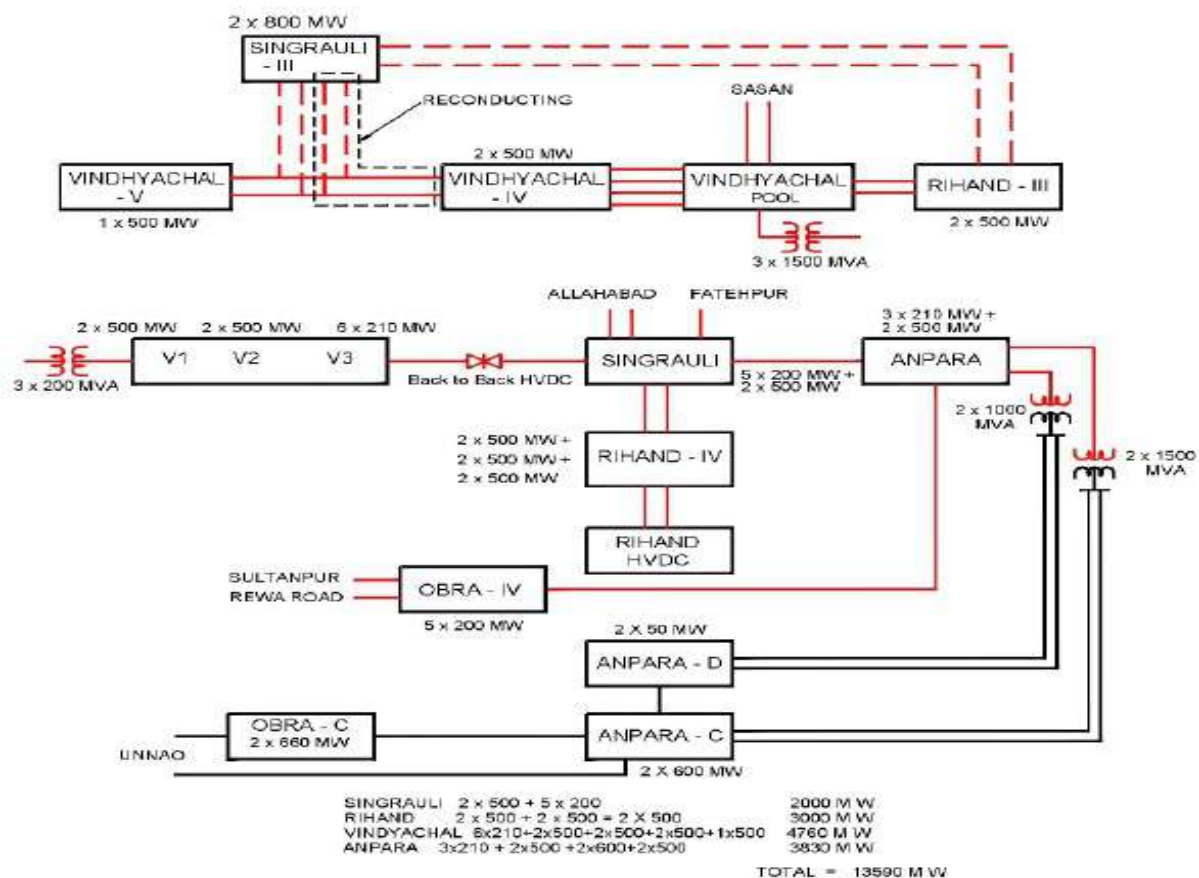 2 x 800 MW
SINGRAULI
- III
RECONDUCTING
SASAN
VINDHYACHAL
- V
1 x 500 MW
2 x 500 MW
VINDHYACHAL
- IV
VINDHYACHAL
POOL
3 x 1500 MVA
RIHAND - III
2 x 500 MW
ALLAHABAD
FATEHPUR
2 x 500 MW
2 x 500 MW
6 x 210 MW
V1
V2
V3
3 x 200 MVA
Back to Back HVDC
SINGRAULI
5 x 200 MW +
2 x 500 MW
3 x 210 MW +
2 x 500 MW
ANPARA
2 x 1000
MVA
2 x 1500
MVA
2 x 500 MW +
2 x 500 MW +
2 x 500 MW
RIHAND - IV
RIHAND
HVDC
SULTANPUR
REWA ROAD
OBRA - IV
5 x 200 MW
2 X 50 MW
ANPARA - D
OBRA - C
2 x 660 MW
UNNAO
ANPARA - C
2 X 600 MW
SINGRAULI 2 x 500 + 5 x 200 2000 M W
RIHAND 2 x 500 + 2 x 500 = 2 X 500 3000 M W
VINDYACHAL 6x210+2x500+2x500+2x500+1x500 4760 M W
ANPARA 3x210 + 2x500 +2x600+2x500 3830 M W
TOTAL = 13590 M W